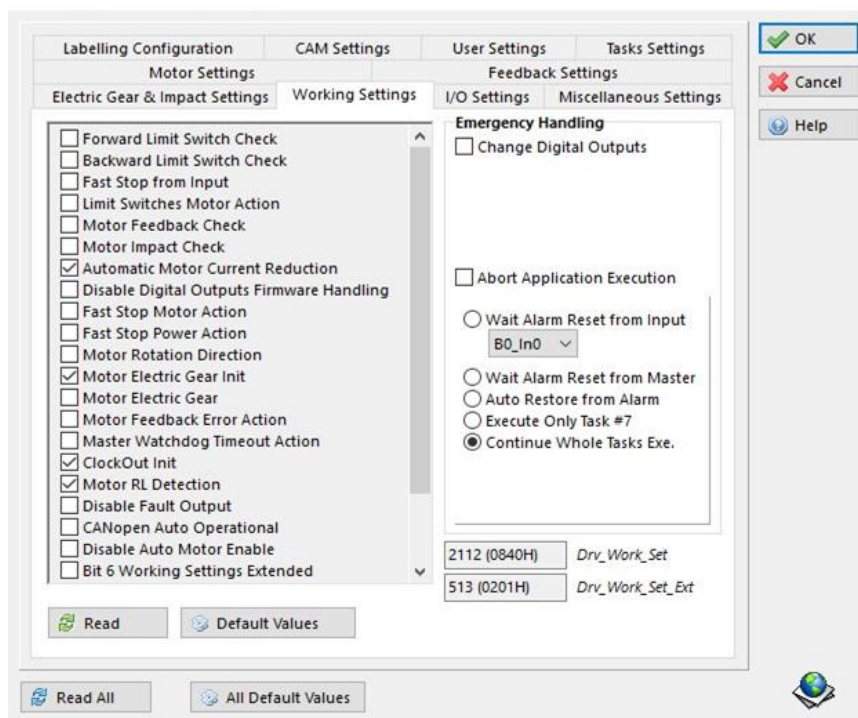 Labelling Configuration CAM Settings User Settings Tasks Settings
Motor Settings Feedback Settings
Electric Gear & Impact Settings Working Settings I/O Settings Miscellaneous Settings
Forward Limit Switch Check
Backward Limit Switch Check
Fast Stop from Input
Limit Switches Motor Action
Motor Feedback Check
Motor Impact Check
Automatic Motor Current Reduction
Disable Digital Outputs Firmware Handling
Fast Stop Motor Action
Fast Stop Power Action
Motor Rotation Direction
Motor Electric Gear Init
Motor Electric Gear
Motor Feedback Error Action
Master Watchdog Timeout Action
ClockOut Init
Motor RL Detection
Disable Fault Output
CANopen Auto Operational
Disable Auto Motor Enable
Bit 6 Working Settings Extended
Emergency Handling
Change Digital Outputs
Abort Application Execution
Wait Alarm Reset from Input
B0_In0
Wait Alarm Reset from Master
Auto Restore from Alarm
Execute Only Task #7
Continue Whole Tasks Exe.
2112 (0840H) Drv_Work_Set
513 (0201H) Drv_Work_Set_Ext
Read Default Values
Read All All Default Values
OK
Cancel
Help